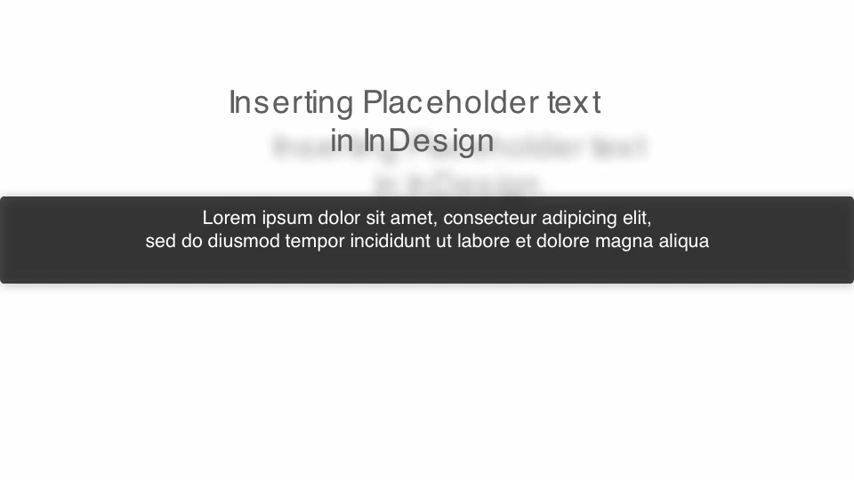 Inserting Placeholder text
in InDesign
Lorem ipsum dolor sit amet, consecteur adipicing elit,
sed do diusmod tempor incididunt ut labore et dolore magna aliqua